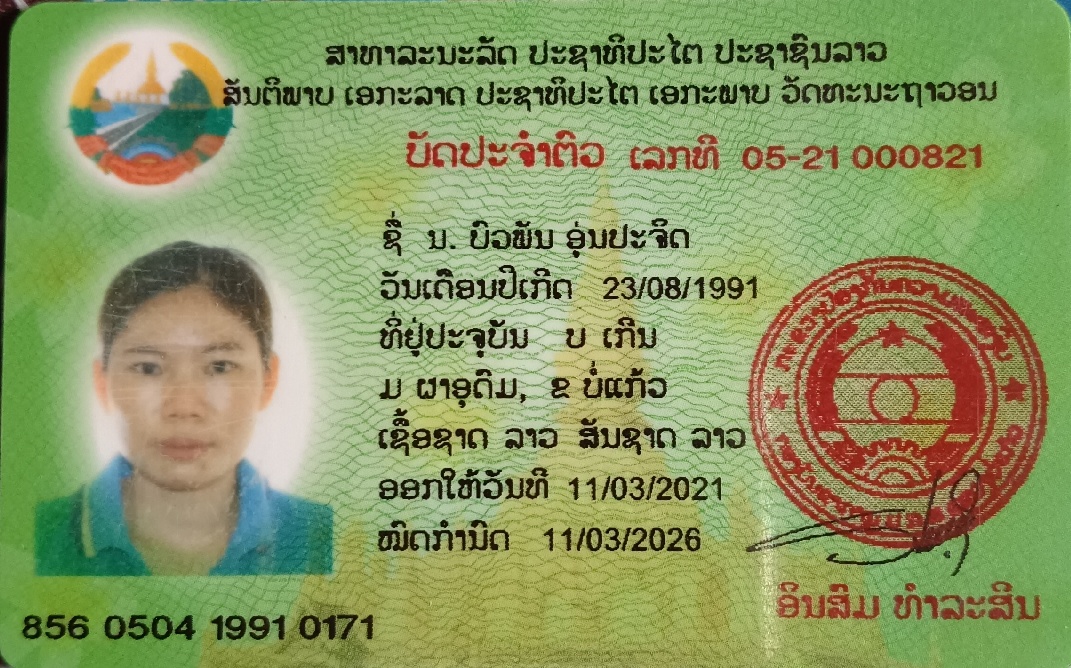 ສາທາລະນະລັດ ປະຊາທິປະໄຕ ປະຊາຊົນລາວ
ສັນຕິພາບ ເອກະລາດ ປະຊາທິປະໄຕ ເອກະພາບ ວັດທະນະຖາວອນ
ບັດປະຈຳຕົວ ເລກທີ 05-21 000821
ຊື່ ນ. ບົວພັນ ອຸ່ນປະຈິດ
ວັນເດືອນປີເກີດ 23/08/1991
ທີ່ຢູ່ປະຈຸບັນ ບ ເກີນ
ມ ຜາອຸດົມ, ຂ ບໍ່ແກ້ວ
ເຊື້ອຊາດ ລາວ ສັນຊາດ ລາວ
ອອກໃຫ້ວັນທີ 11/03/2021
ໝົດກຳນົດ 11/03/2026
ອິນສົມ ທຳລະສິນ
856 0504 1991 0171